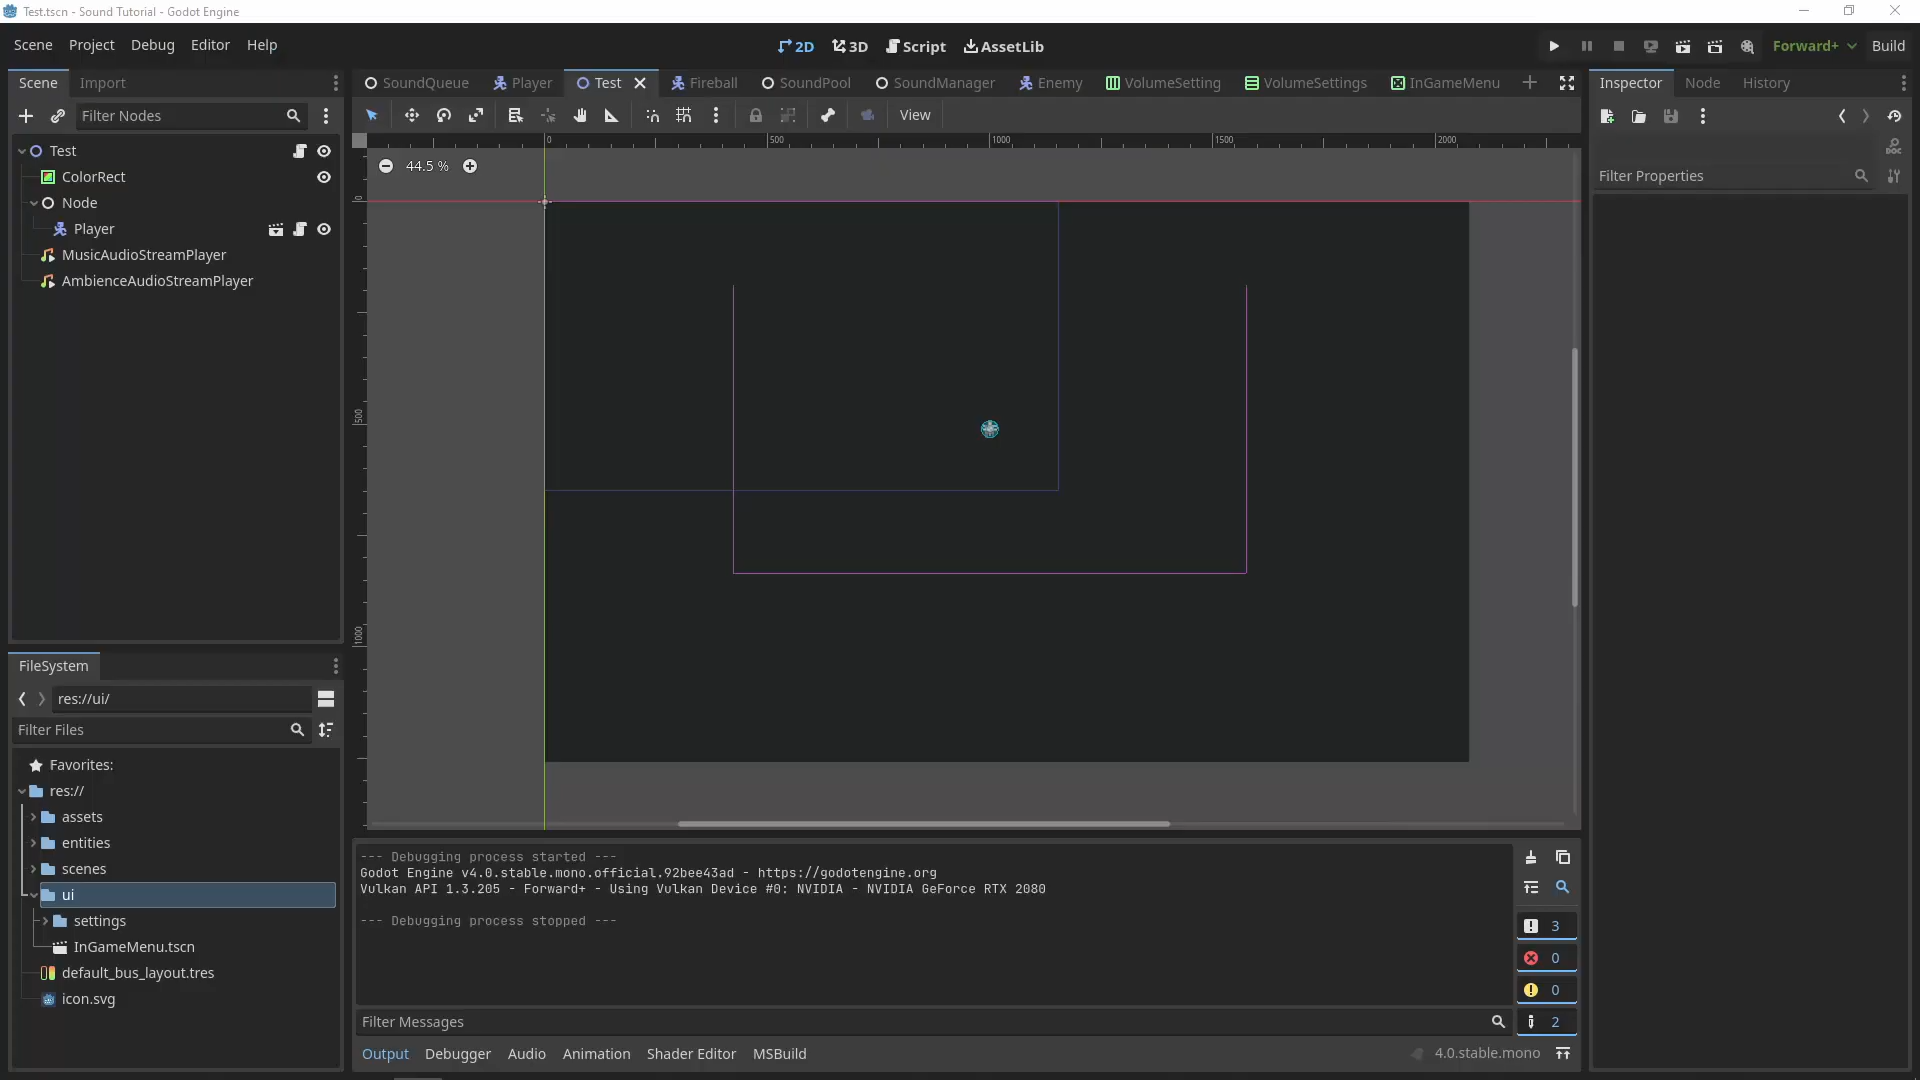 Test.tscn - Sound Tutorial - Godot Engine
Scene Project Debug Editor Help
2D 3D Script AssetLib
Forward+ Build
Scene Import
SoundQueue Player Test Fireball SoundPool SoundManager Enemy VolumeSetting VolumeSettings InGameMenu
Inspector Node History
Filter Nodes
View
Filter Properties
44.5 %
0 500 1000 1500 2000
0
500
1000
Test
ColorRect
Node
Player
MusicAudioStreamPlayer
AmbienceAudioStreamPlayer
DOC
FileSystem
res://ui/
Filter Files
Favorites:
res://
assets
entities
scenes
ui
settings
InGameMenu.tscn
default_bus_layout.tres
icon.svg
--- Debugging process started ---
Godot Engine v4.0.stable.mono.official.92bee43ad - https://godotengine.org
Vulkan API 1.3.205 - Forward+ - Using Vulkan Device #0: NVIDIA - NVIDIA GeForce RTX 2080
--- Debugging process stopped ---
3
0
0
2
Filter Messages
Output Debugger Audio Animation Shader Editor MSBuild
4.0.stable.mono